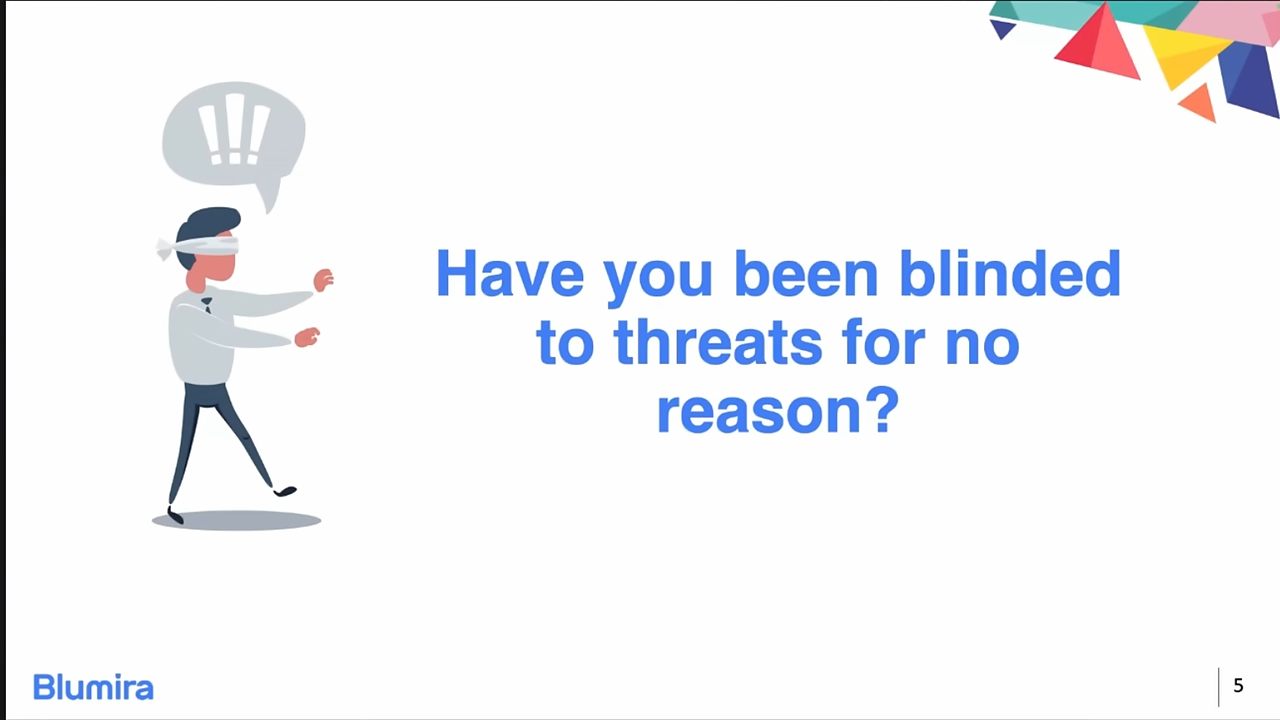 !!!
Have you been blinded
to threats for no
reason?
Blumira
5